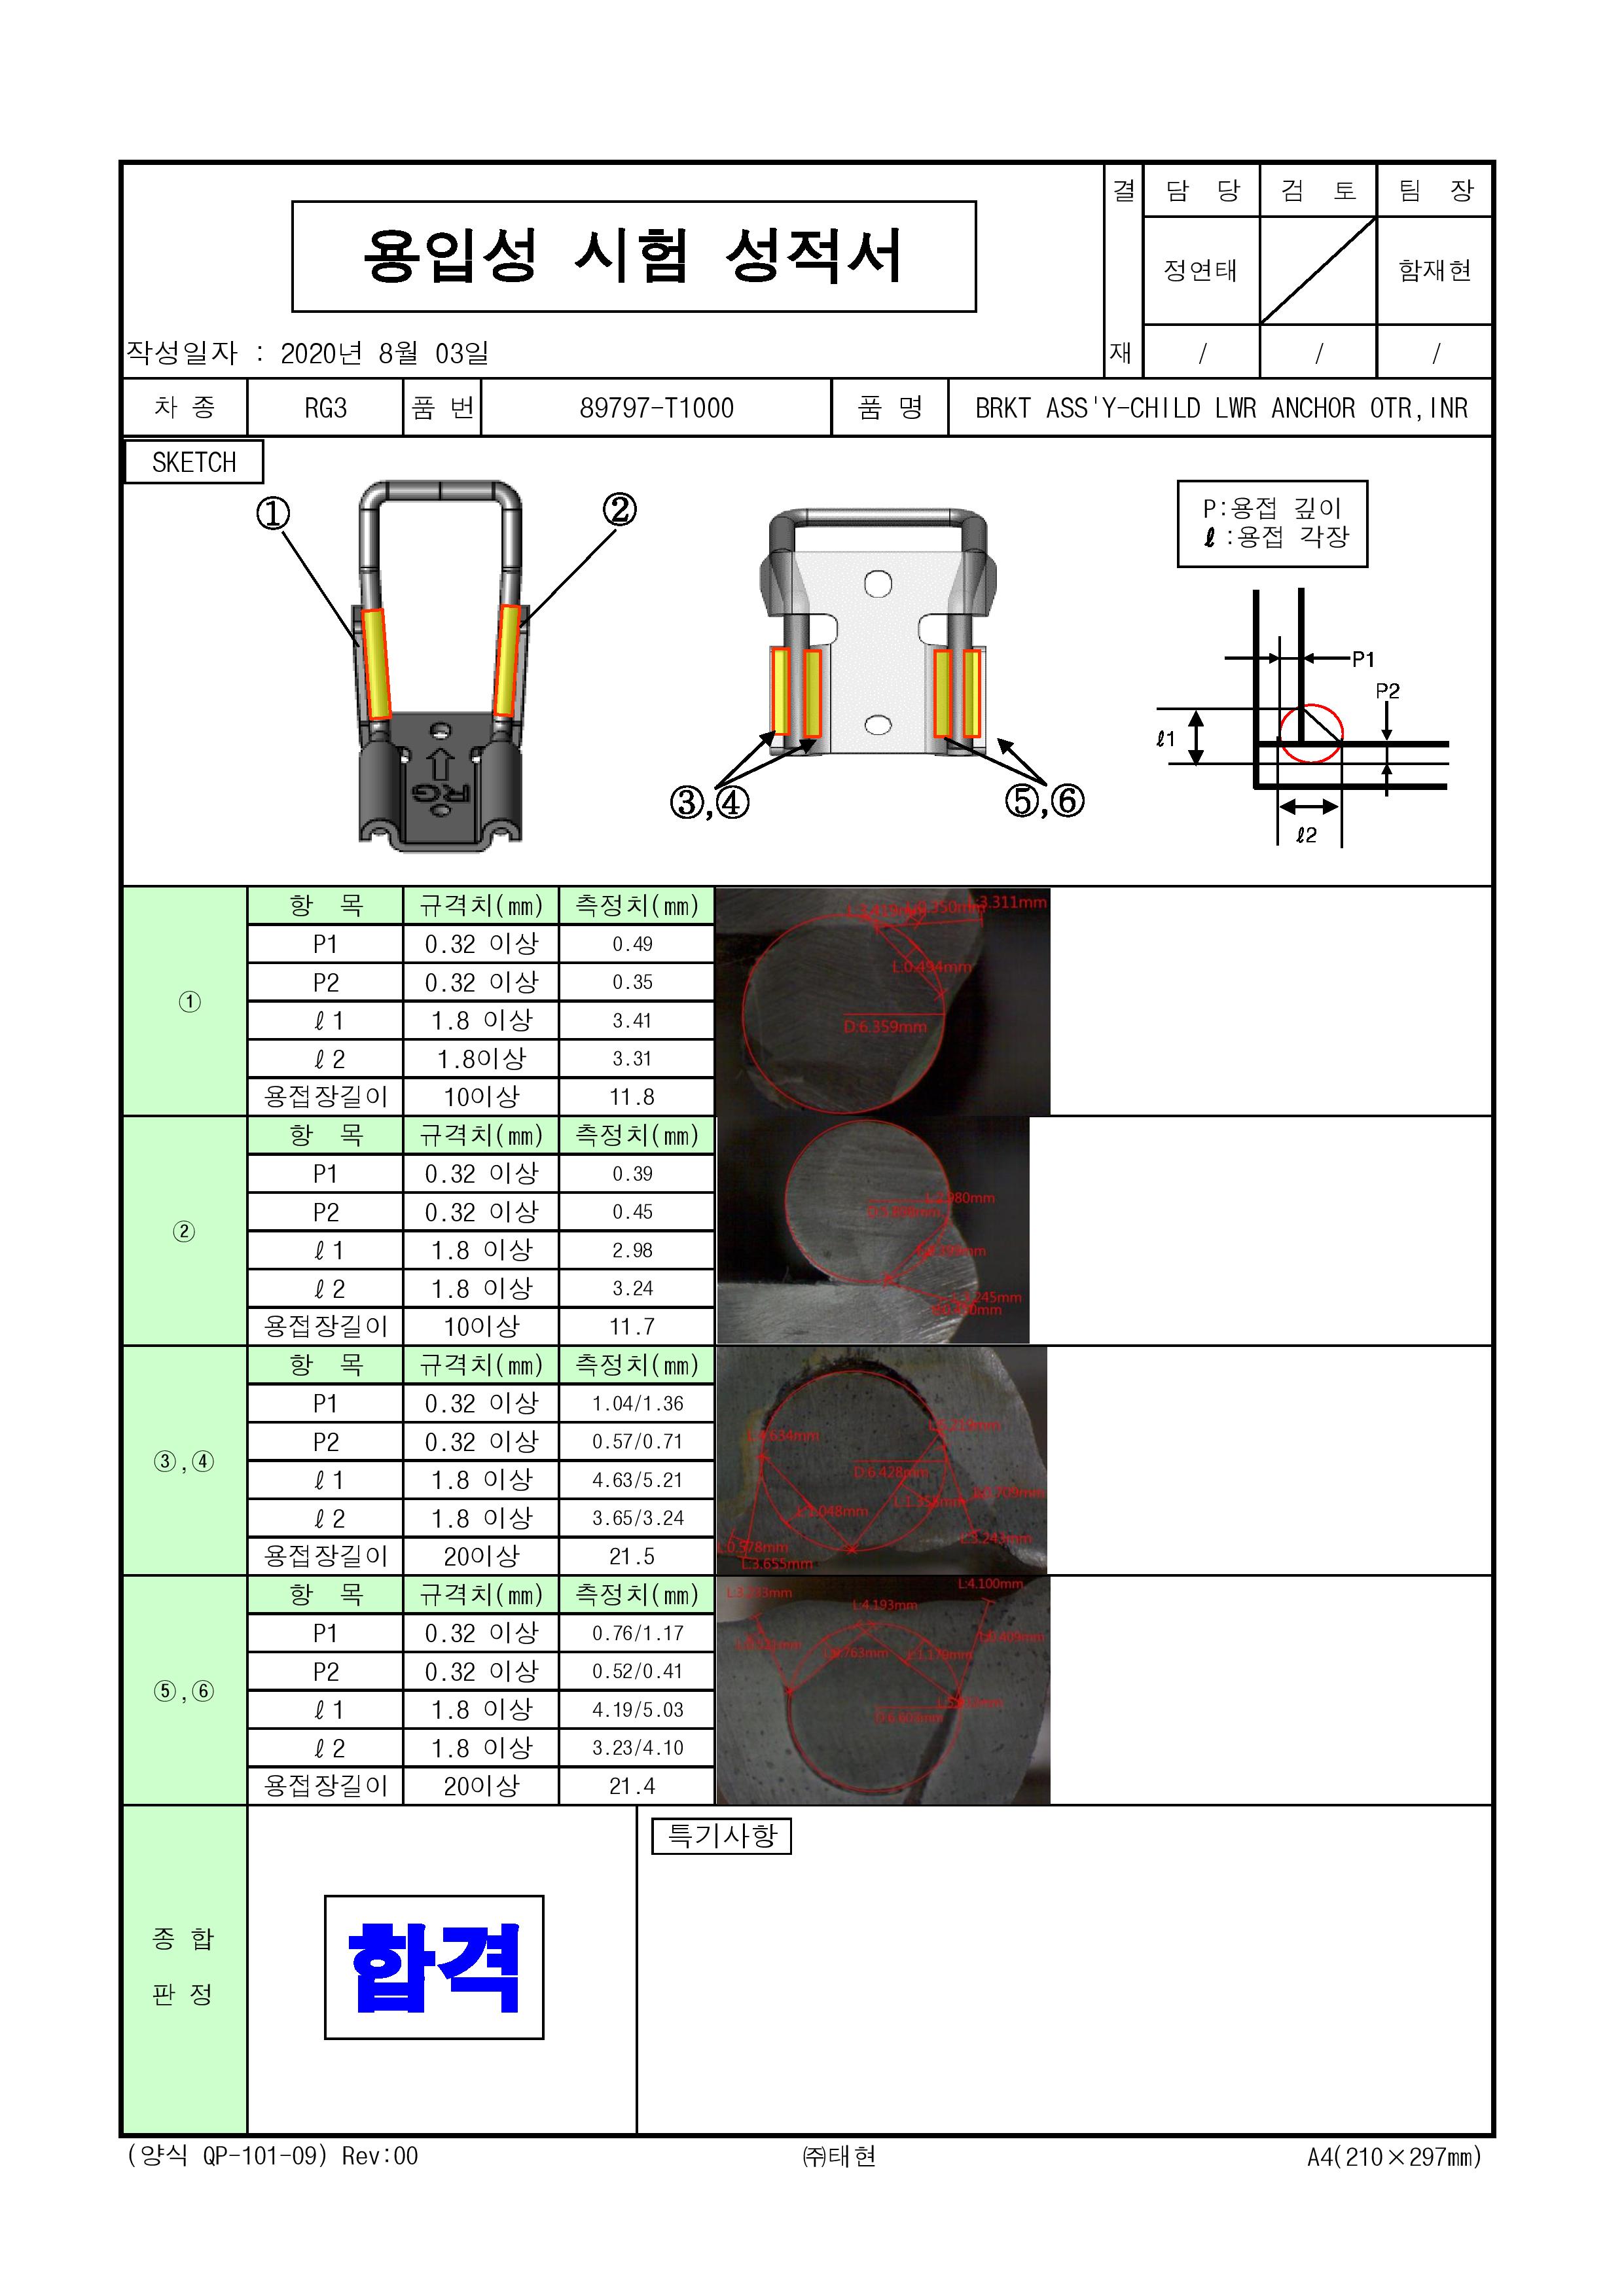 용입성 시험 성적서
결 담 당 검 토 팀 장
정연태 함재현
작성일자 : 2020년 8월 03일
재 / / /
차 종 RG3 품 번 89797-T1000 품 명 BRKT ASS'Y-CHILD LWR ANCHOR OTR,INR
SKETCH
① ②
③,④ ⑤,⑥
RG
P:용접 깊이
ℓ :용접 각장
P1
P2
ℓ1
ℓ2
①
항 목 규격치(㎜) 측정치(㎜)
P1 0.32 이상 0.49
P2 0.32 이상 0.35
ℓ1 1.8 이상 3.41
ℓ2 1.8이상 3.31
용접장길이 10이상 11.8
3.311mm
L:0.494mm
D:6.359mm
②
항 목 규격치(㎜) 측정치(㎜)
P1 0.32 이상 0.39
P2 0.32 이상 0.45
ℓ1 1.8 이상 2.98
ℓ2 1.8 이상 3.24
용접장길이 10이상 11.7
③,④
항 목 규격치(㎜) 측정치(㎜)
P1 0.32 이상 1.04/1.36
P2 0.32 이상 0.57/0.71
ℓ1 1.8 이상 4.63/5.21
ℓ2 1.8 이상 3.65/3.24
용접장길이 20이상 21.5
D:6.428mm
L:1.048mm
L:3.243mm
L:0.578mm
L:3.655mm
⑤,⑥
항 목 규격치(㎜) 측정치(㎜)
P1 0.32 이상 0.76/1.17
P2 0.32 이상 0.52/0.41
ℓ1 1.8 이상 4.19/5.03
ℓ2 1.8 이상 3.23/4.10
용접장길이 20이상 21.4
L:4.100mm
L:4.193mm
종 합
판 정
합격
특기사항
(양식 QP-101-09) Rev:00 ㈜태현 A4(210×297㎜)